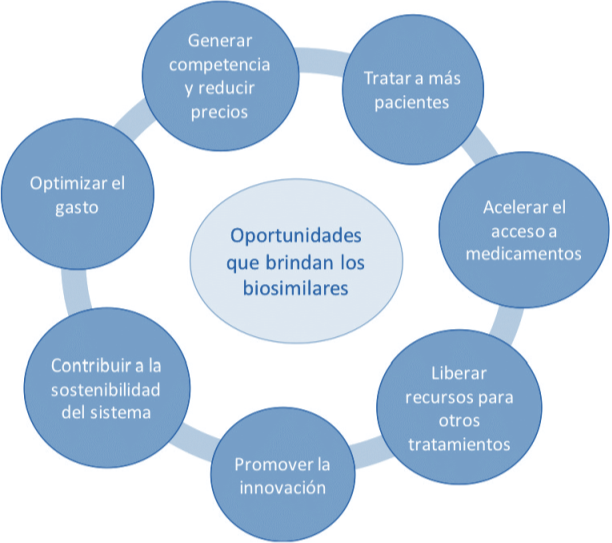 Generar
competencia
y reducir
precios
Tratar a más
pacientes
Acelerar el
acceso a
medicamentos
Liberar
recursos para
otros
tratamientos
Promover la
innovación
Contribuir a la
sostenibilidad
del sistema
Optimizar el
gasto
Oportunidades
que brindan los
biosimilares